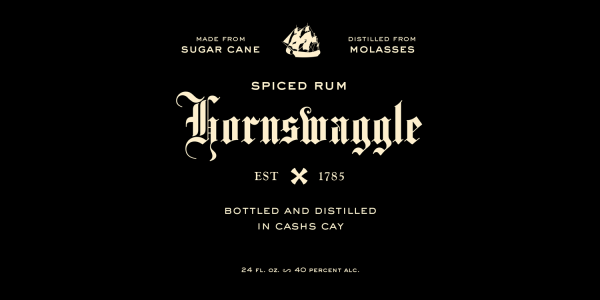 MADE FROM
SUGAR CANE
DISTILLED FROM
MOLASSES
SPICED RUM
Hornswaggle
EST 1785
BOTTLED AND DISTILLED
IN CASHS CAY
24 FL. OZ. ∽ 40 PERCENT ALC.